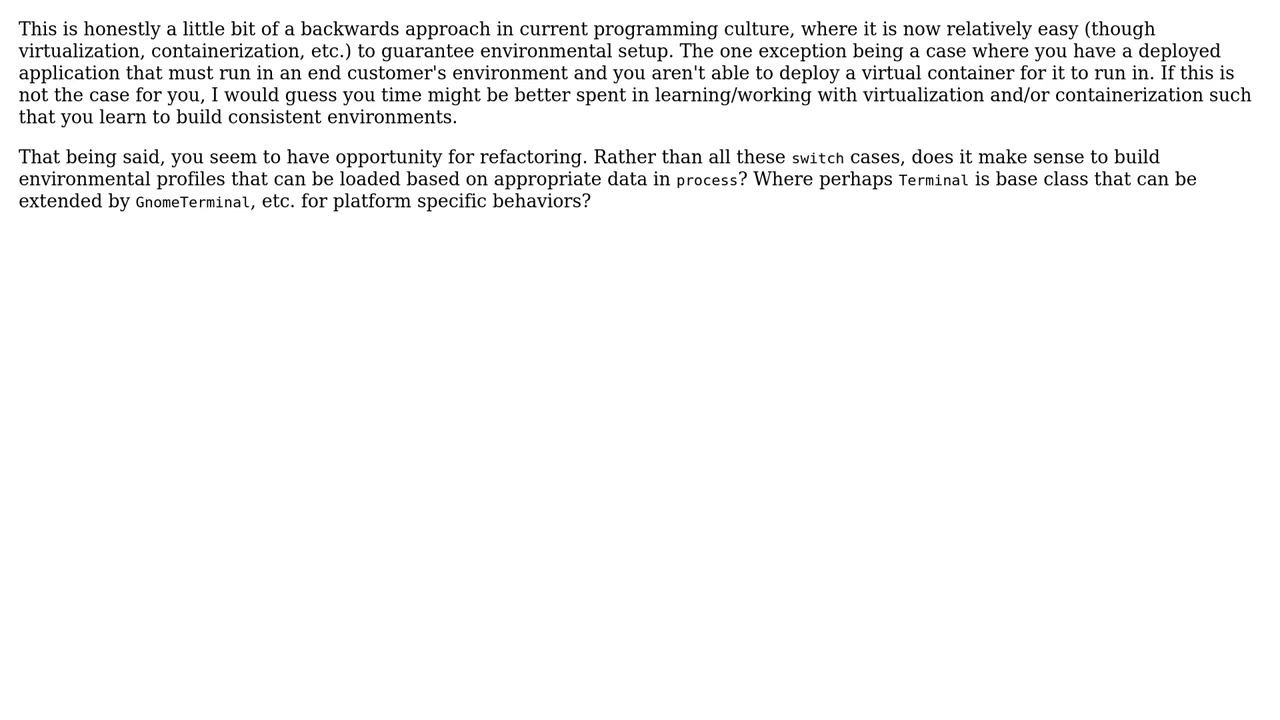 This is honestly a little bit of a backwards approach in current programming culture, where it is now relatively easy (though
virtualization, containerization, etc.) to guarantee environmental setup. The one exception being a case where you have a deployed
application that must run in an end customer's environment and you aren't able to deploy a virtual container for it to run in. If this is
not the case for you, I would guess you time might be better spent in learning/working with virtualization and/or containerization such
that you learn to build consistent environments.
That being said, you seem to have opportunity for refactoring. Rather than all these switch cases, does it make sense to build
environmental profiles that can be loaded based on appropriate data in process? Where perhaps Terminal is base class that can be
extended by GnomeTerminal, etc. for platform specific behaviors?